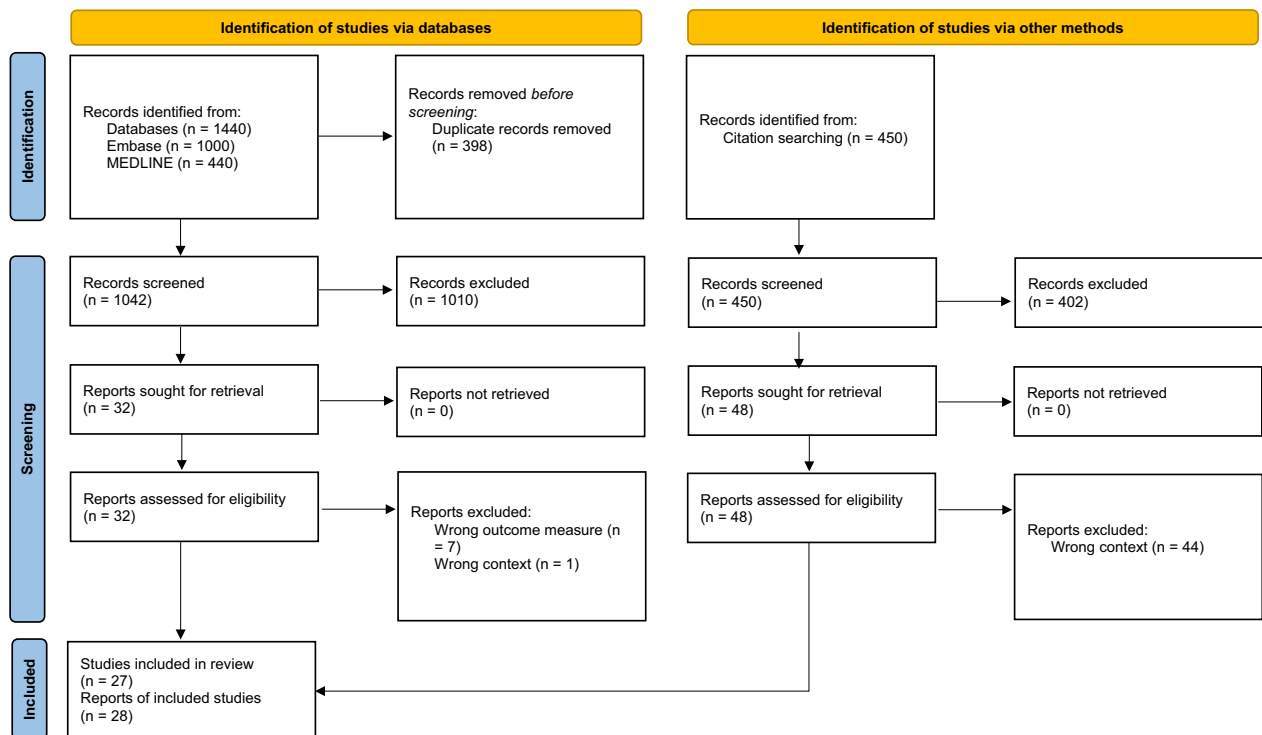 Identification of studies via databases
Identification of studies via other methods
Identification
Records identified from:
Databases (n = 1440)
Embase (n = 1000)
MEDLINE (n = 440)
Records removed before
screening:
Duplicate records removed
(n = 398)
Records identified from:
Citation searching (n = 450)
Screening
Records screened
(n = 1042)
Records excluded
(n = 1010)
Records screened
(n = 450)
Records excluded
(n = 402)
Reports sought for retrieval
(n = 32)
Reports not retrieved
(n = 0)
Reports sought for retrieval
(n = 48)
Reports not retrieved
(n = 0)
Reports assessed for eligibility
(n = 32)
Reports excluded:
Wrong outcome measure (n
= 7)
Wrong context (n = 1)
Reports assessed for eligibility
(n = 48)
Reports excluded:
Wrong context (n = 44)
Included
Studies included in review
(n = 27)
Reports of included studies
(n = 28)